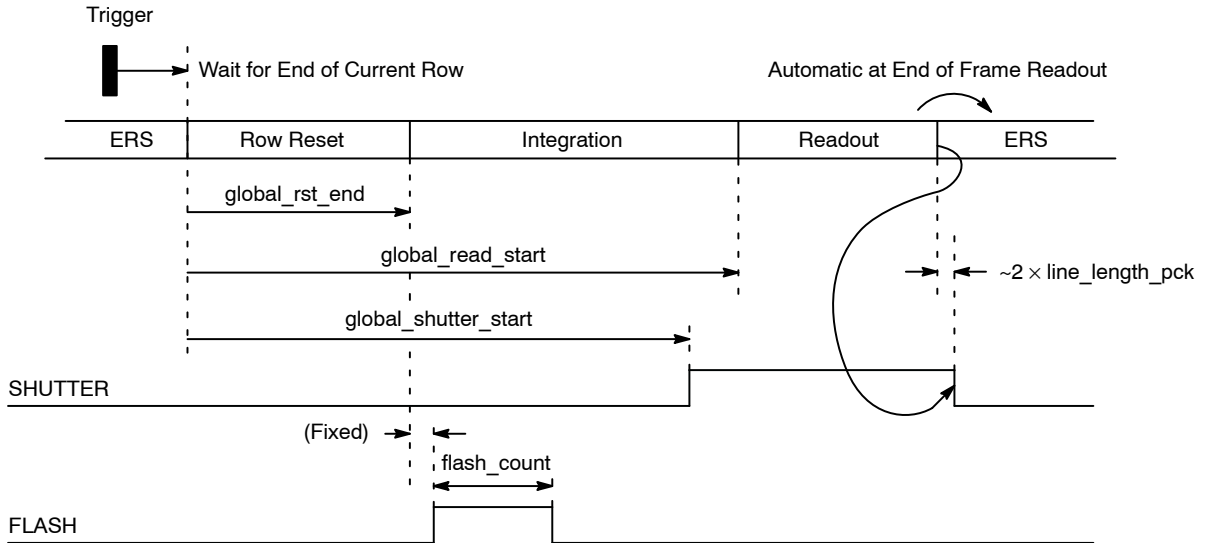 Trigger
Wait for End of Current Row
Automatic at End of Frame Readout
ERS Row Reset Integration Readout ERS
global_rst_end
global_read_start
~2 × line_length_pck
global_shutter_start
SHUTTER
(Fixed)
flash_count
FLASH